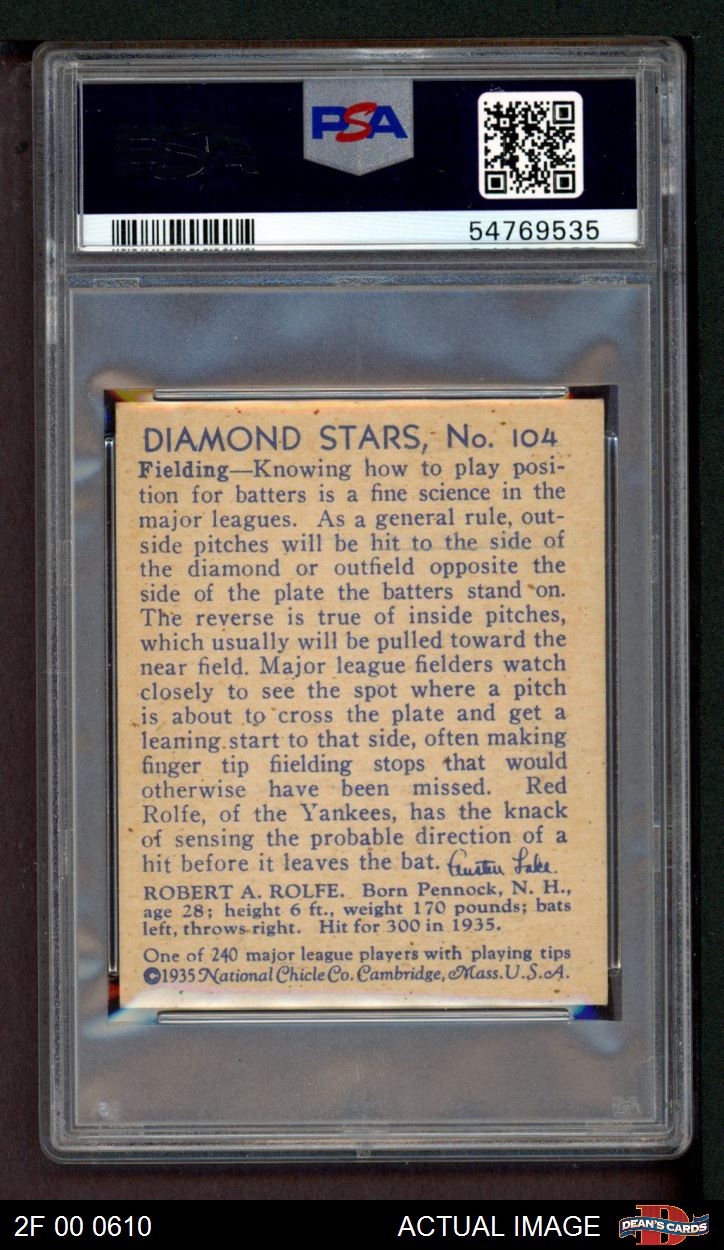 PSA
54769535
DIAMOND STARS, No. 104
Fielding—Knowing how to play posi-
tion for batters is a fine science in the
major leagues. As a general rule, out-
side pitches will be hit to the side of
the diamond or outfield opposite the
side of the plate the batters stand on.
The reverse is true of inside pitches,
which usually will be pulled toward the
near field. Major league fielders watch
closely to see the spot where a pitch
is about to cross the plate and get a
leaning start to that side, often making
finger tip fiielding stops that would
otherwise have been missed. Red
Rolfe, of the Yankees, has the knack
of sensing the probable direction of a
hit before it leaves the bat. Austen Lake.
ROBERT A. ROLFE. Born Pennock, N. H.,
age 28; height 6 ft., weight 170 pounds; bats
left, throws right. Hit for 300 in 1935.
One of 240 major league players with playing tips
©1935 National Chicle Co. Cambridge, Mass. U.S.A.
2F 00 0610 ACTUAL IMAGE DEAN'S CARDS